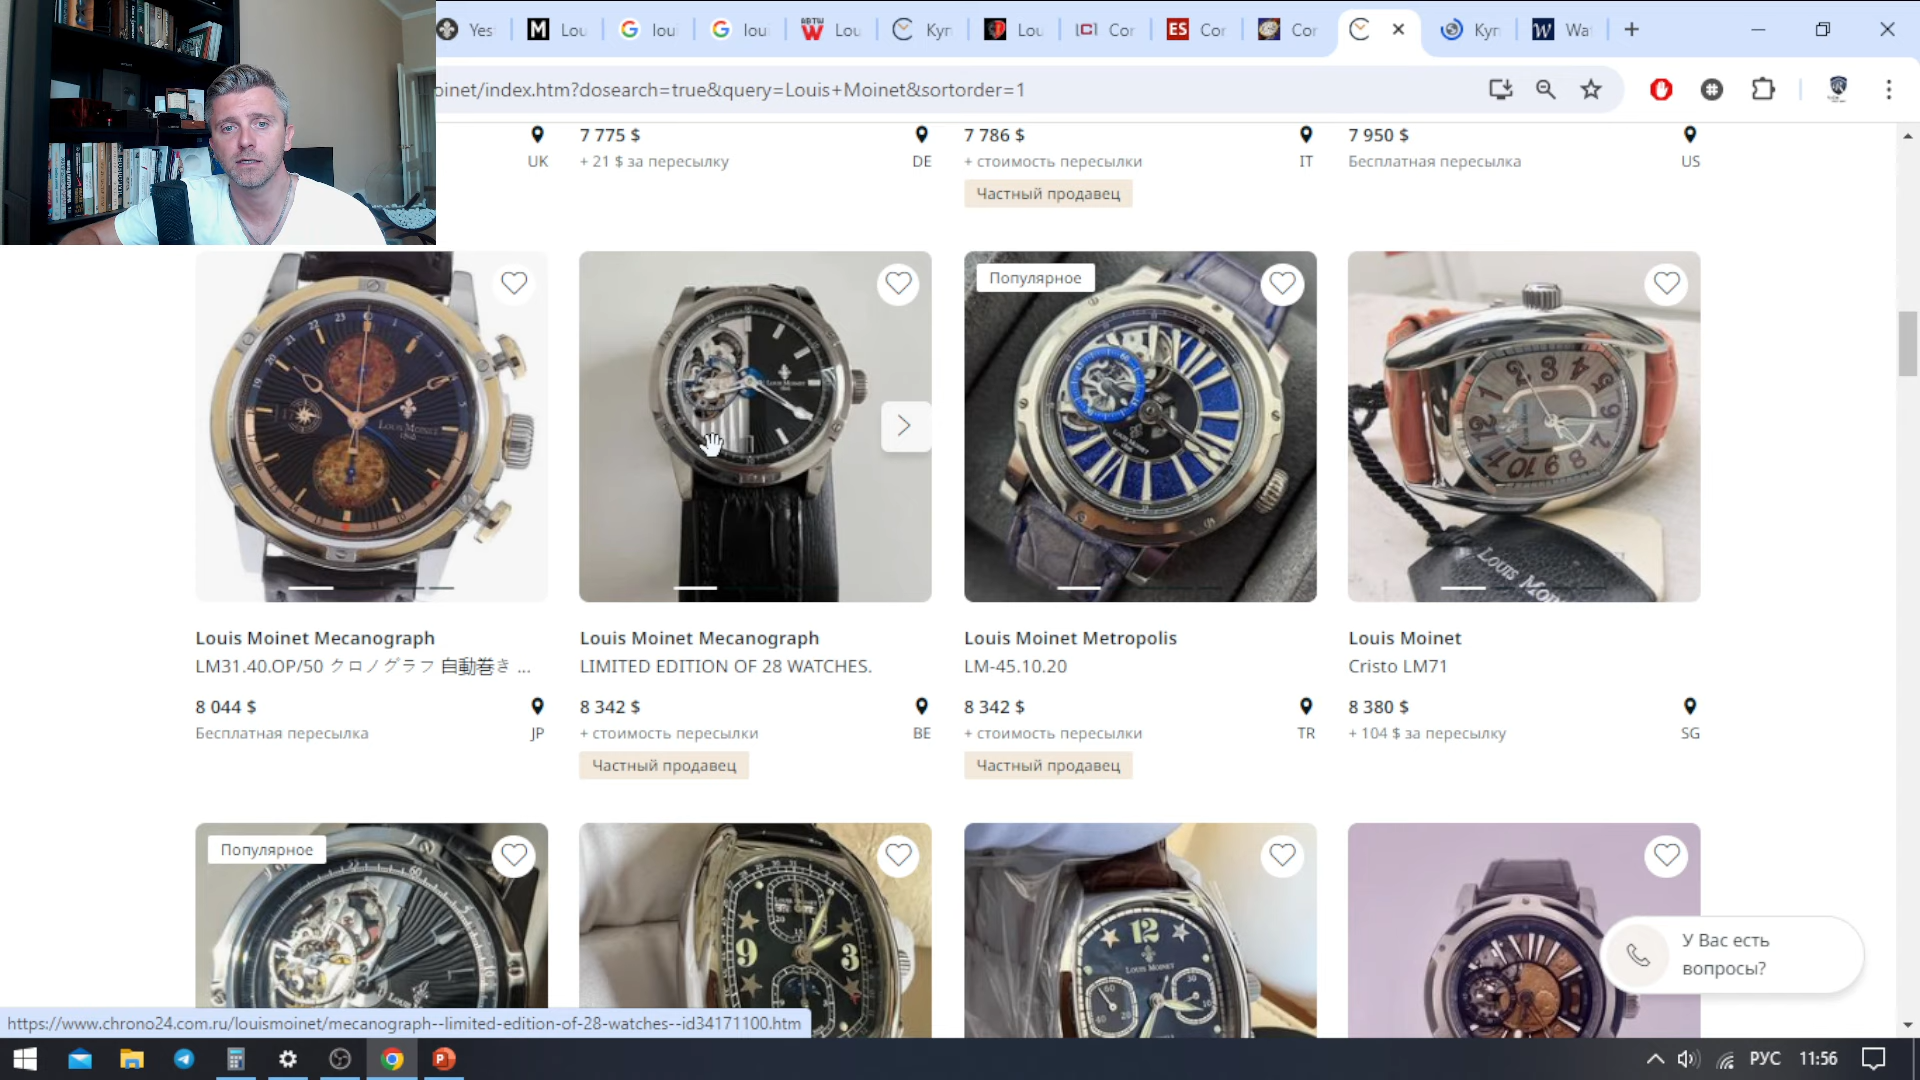 Yes
Lou
lou
lou
Lou
Куп
Lou
Cor
Cor
Cor
Куп
Wa
oinet/index.htm?dosearch=true&query=Louis+Moinet&sortorder=1
UK
7 775 $
+ 21 $ за пересылку
DE
7 786 $
+ стоимость пересылки
IT
Частный продавец
7 950 $
Бесплатная пересылка
US
Популярное
Louis Moinet Mecanograph
LM31.40.OP/50 クロノグラフ 自動巻き ...
8 044 $
Бесплатная пересылка
JP
Louis Moinet Mecanograph
LIMITED EDITION OF 28 WATCHES.
8 342 $
+ стоимость пересылки
BE
Частный продавец
Louis Moinet Metropolis
LM-45.10.20
8 342 $
+ стоимость пересылки
TR
Частный продавец
Louis Moinet
Cristo LM71
8 380 $
+ 104 $ за пересылку
SG
Популярное
У Вас есть
вопросы?
https://www.chrono24.com.ru/louismoinet/mecanograph--limited-edition-of-28-watches--id34171100.htm
РУС
11:56